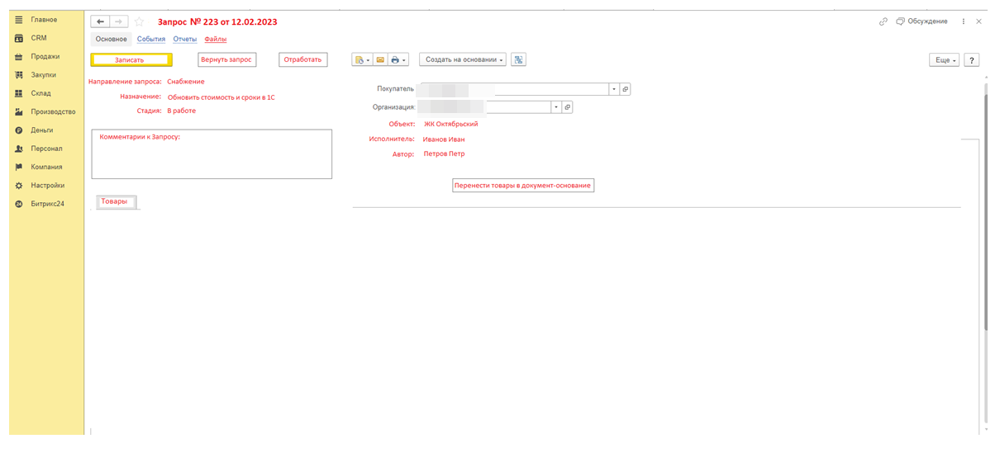 Главное
CRM
Продажи
Закупки
Склад
Производство
Деньги
Персонал
Компания
Настройки
24 Битрикс24
Запрос № 223 от 12.02.2023
Обсуждение
Основное События Отчеты Файлы
Записать Вернуть запрос Отработать Создать на основании Еще ?
Направление запроса: Снабжение
Назначение: Обновить стоимость и сроки в 1С
Стадия: В работе
Комментарии к Запросу:
Товары
Покупатель
Организация:
Объект: ЖК Октябрьский
Исполнитель: Иванов Иван
Автор: Петров Петр
Перенести товары в документ-основание